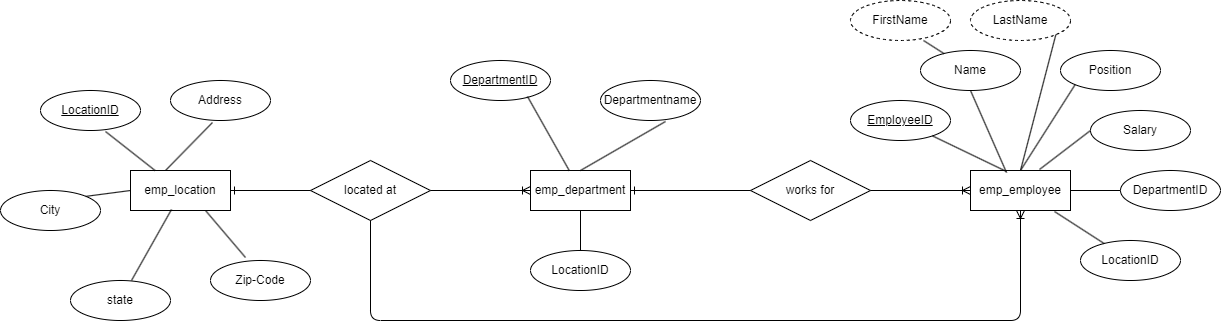 FirstName
LastName
Name
Position
DepartmentID
Address
LocationID
Departmentname
EmployeeID
Salary
emp_location
located at
emp_department
works for
emp_employee
DepartmentID
City
LocationID
LocationID
Zip-Code
state